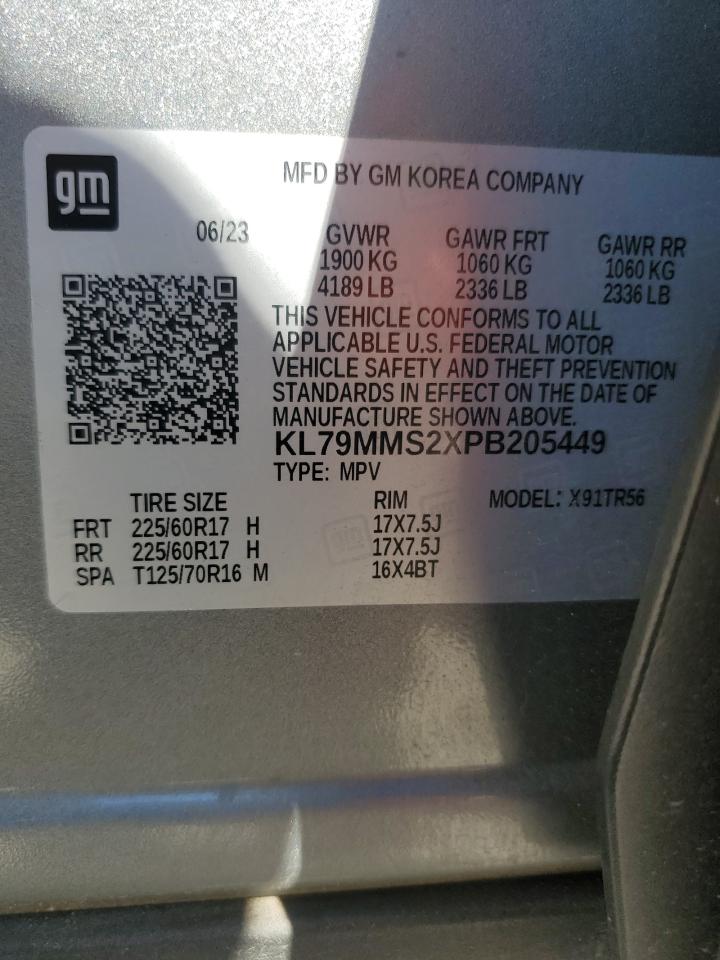 gm
MFD BY GM KOREA COMPANY
06/23 GVWR GAWR FRT GAWR RR
1900 KG 1060 KG 1060 KG
4189 LB 2336 LB 2336 LB
THIS VEHICLE CONFORMS TO ALL
APPLICABLE U.S. FEDERAL MOTOR
VEHICLE SAFETY AND THEFT PREVENTION
STANDARDS IN EFFECT ON THE DATE OF
MANUFACTURE SHOWN ABOVE.
KL79MMS2XPB205449
TYPE: MPV
TIRE SIZE RIM MODEL: X91TR56
FRT 225/60R17 H 17X7.5J
RR 225/60R17 H 17X7.5J
SPA T125/70R16 M 16X4BT